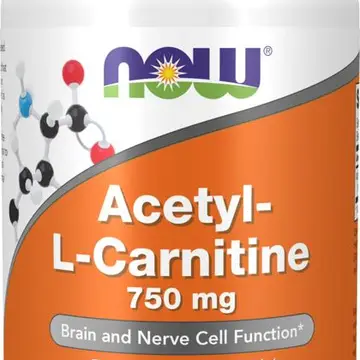 now
Acetyl-
L-Carnitine
750 mg
Brain and Nerve Cell Function*